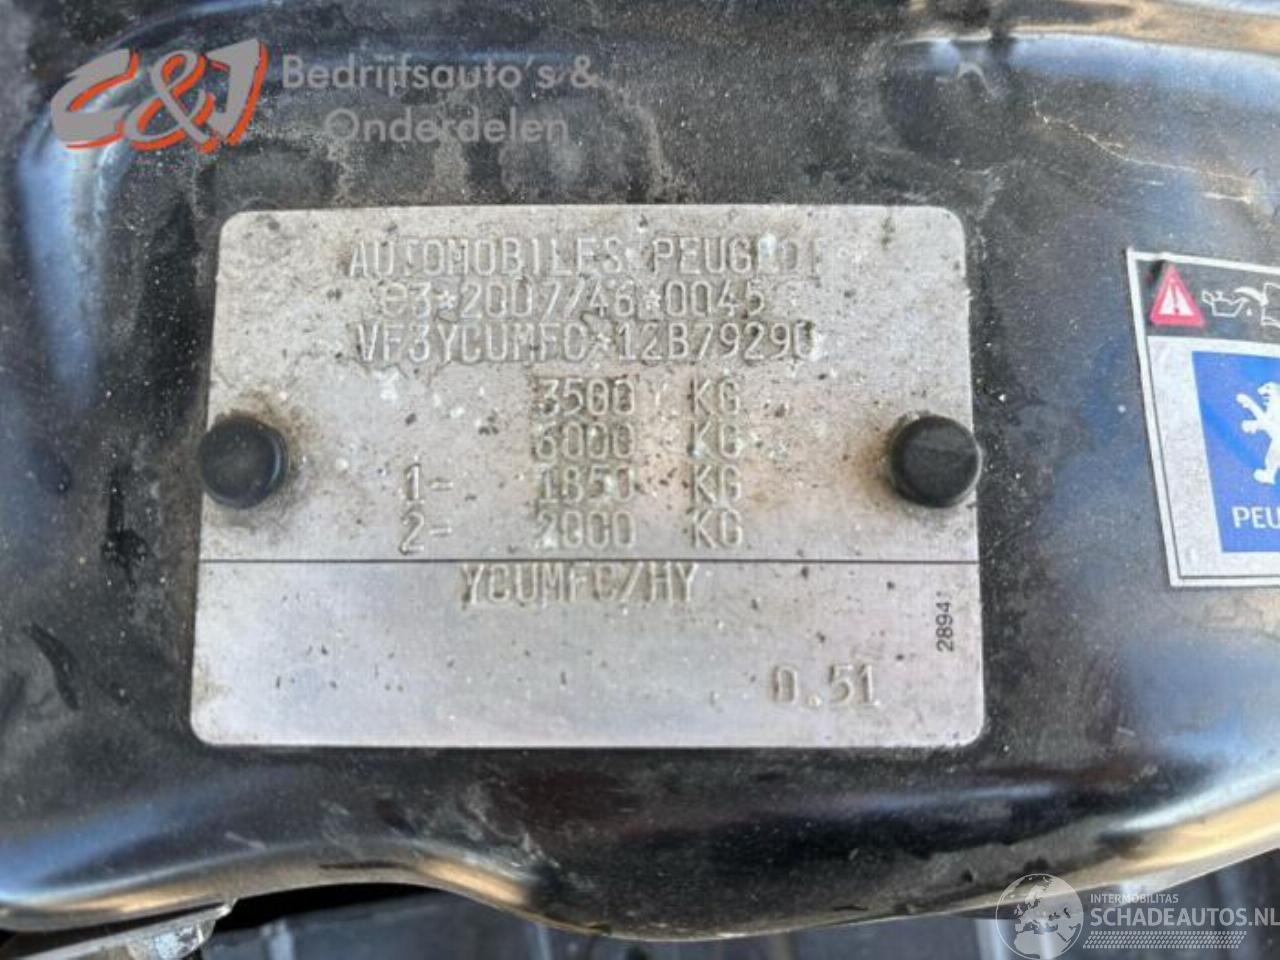 C&J Bedrijfsauto's &
Onderdelen
AUTOMOBILES PEUGEOT
e3*2007/46*0045
VF3YCUMFC*12B79290
3500 KG
6000 KG
1- 1850 KG
2- 2000 KG
YCUMFC/HY
2894
0.51
PEU
INTERMOBILITAS
SCHADEAUTOS.NL